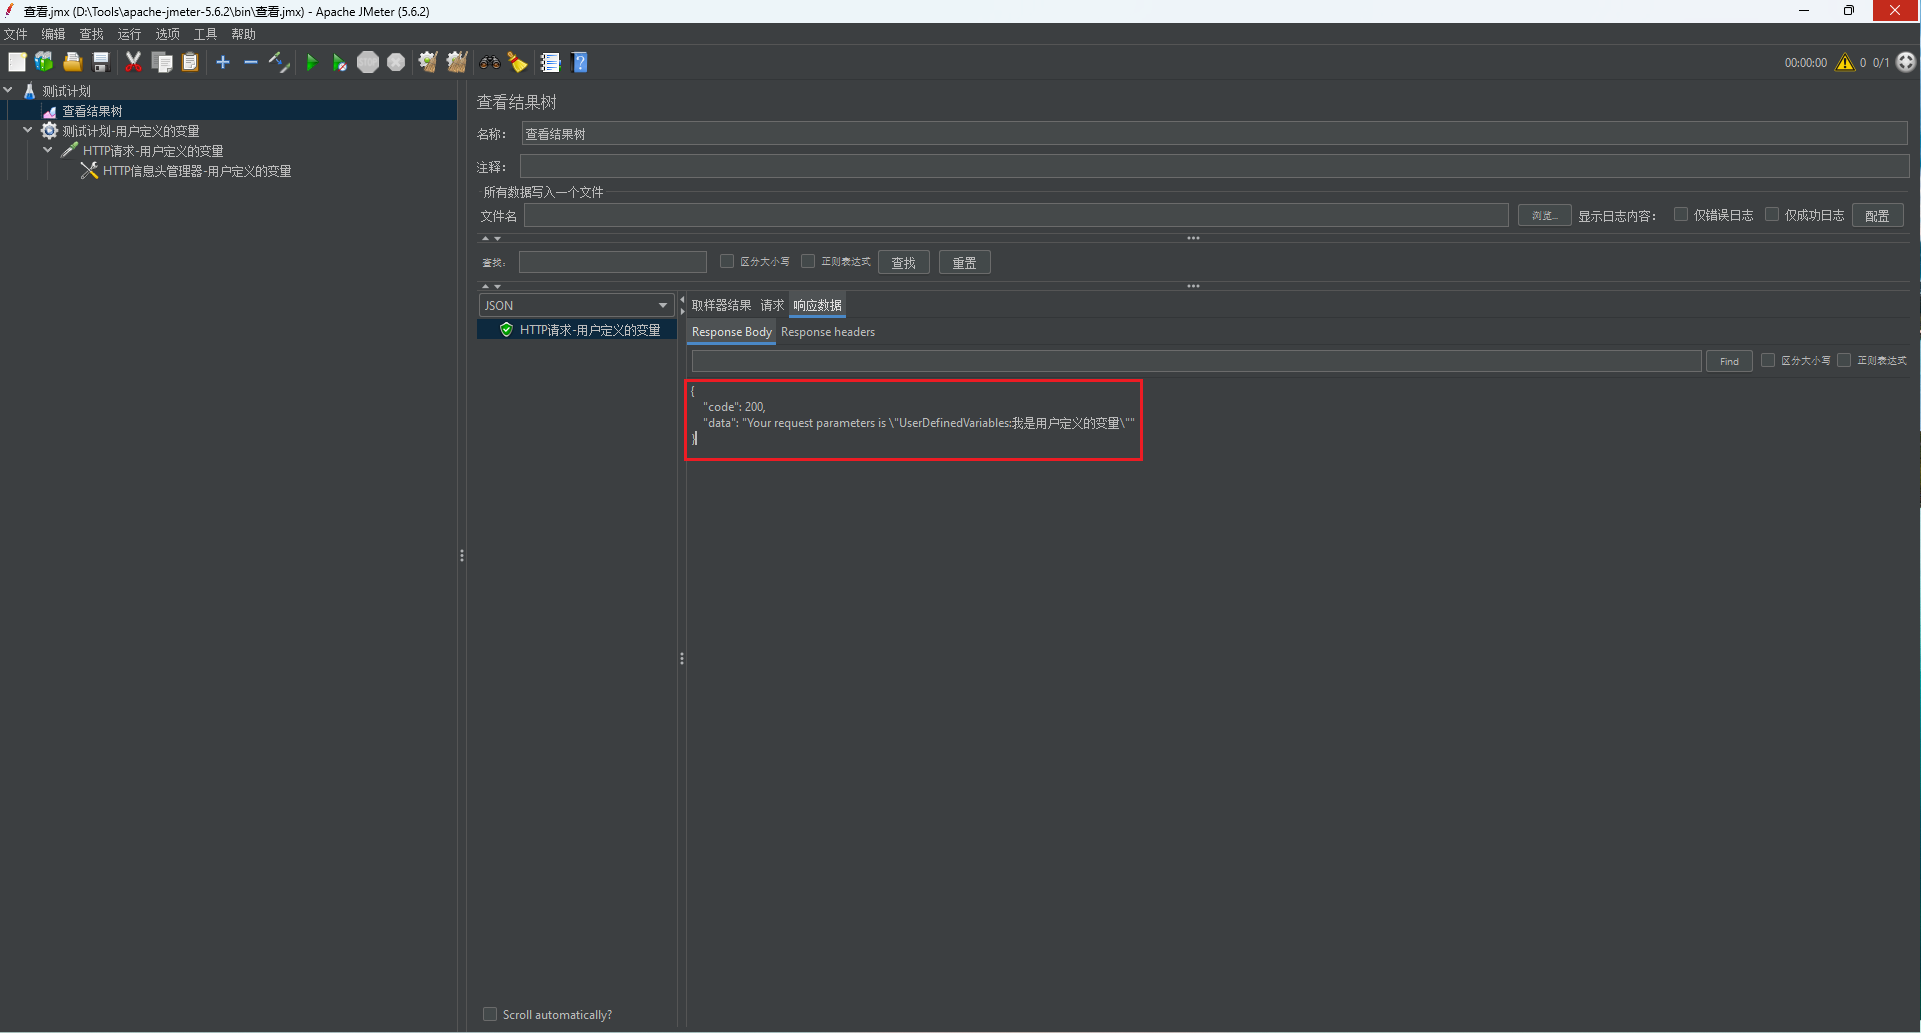 查看.jmx (D:\Tools\apache-jmeter-5.6.2\bin\查看.jmx) - Apache JMeter (5.6.2)
文件 编辑 查找 运行 选项 工具 帮助
00:00:00 0 0/1
测试计划
查看结果树
测试计划-用户定义的变量
HTTP请求-用户定义的变量
HTTP信息头管理器-用户定义的变量
查看结果树
名称： 查看结果树
注释：
所有数据写入一个文件
文件名 浏览... 显示日志内容： 仅错误日志 仅成功日志 配置
查找: 区分大小写 正则表达式 查找 重置
JSON
HTTP请求-用户定义的变量
取样器结果 请求 响应数据
Response Body Response headers
Find 区分大小写 正则表达式
{
"code": 200,
"data": "Your request parameters is \"UserDefinedVariables:我是用户定义的变量\""
}
Scroll automatically?